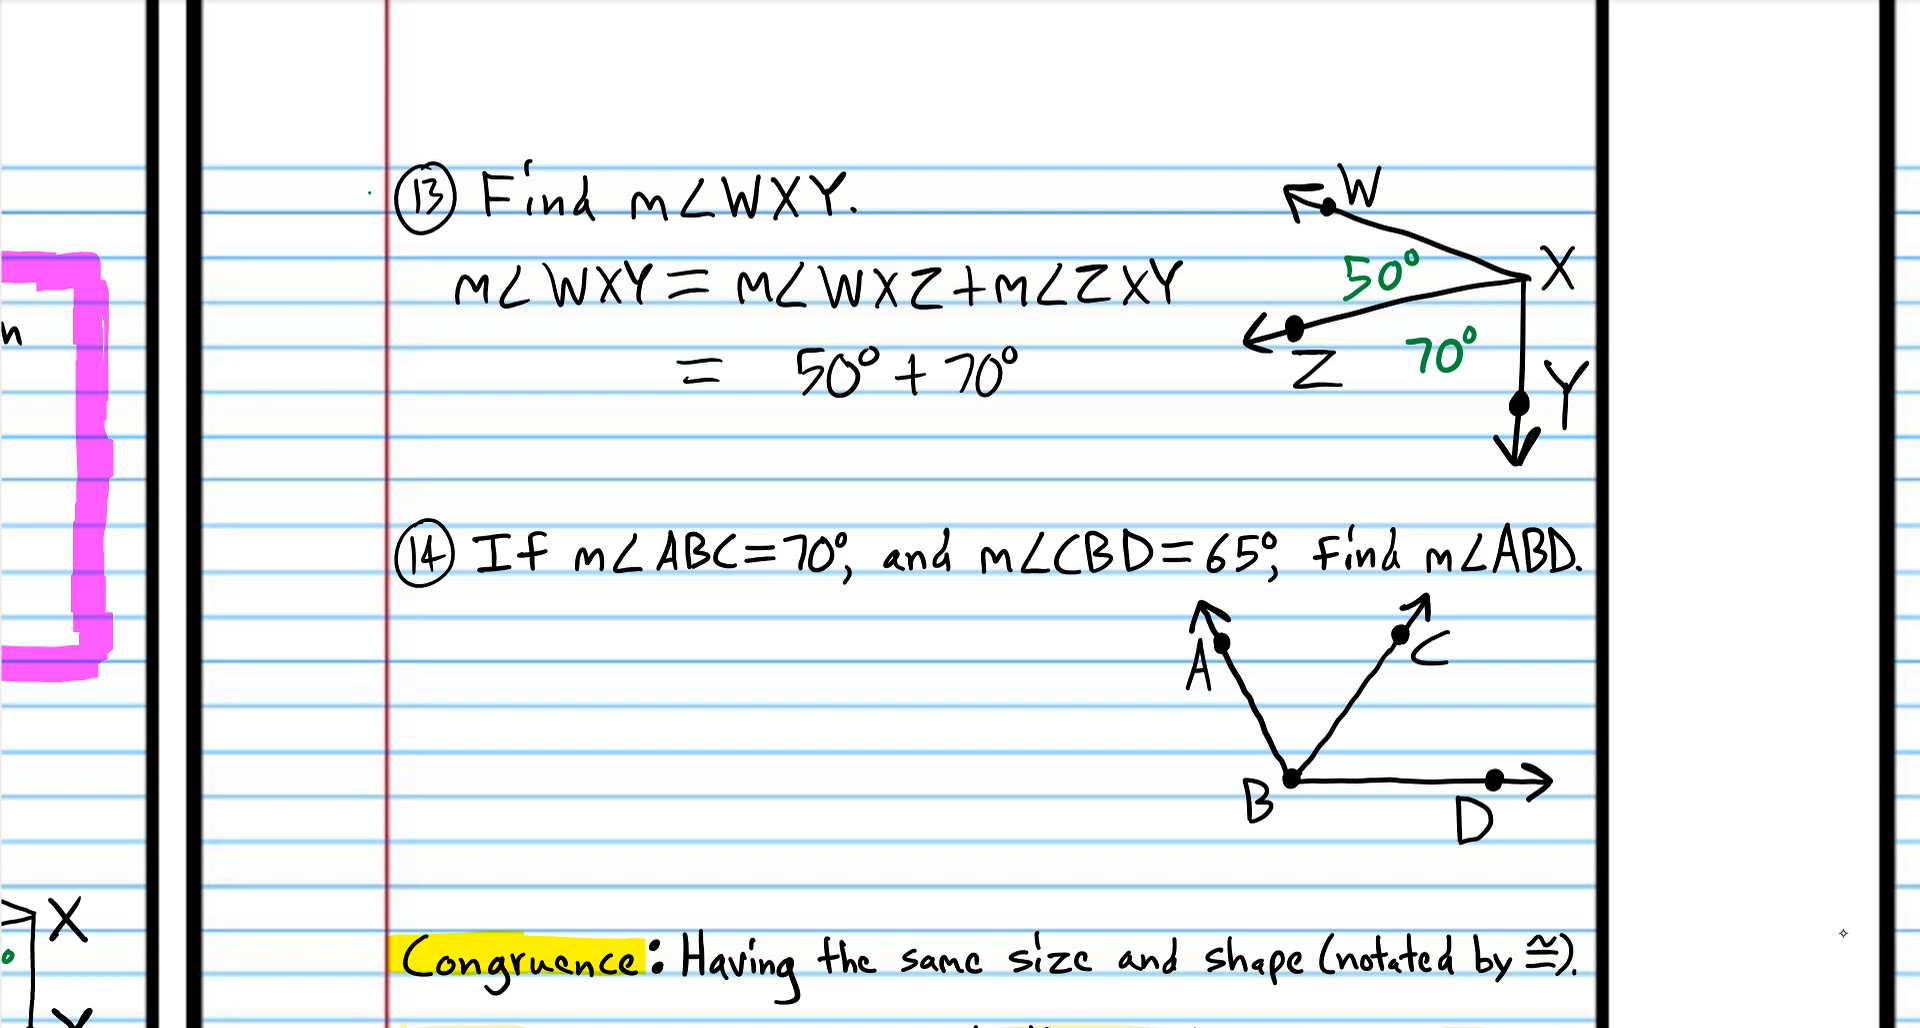 n
X
°
Y
⑬ Find m∠WXY.
m∠WXY = m∠WXZ + m∠ZXY
= 50° + 70°
W
X
50°
Z
70°
Y
⑭ If m∠ABC = 70°, and m∠CBD = 65°, find m∠ABD.
A
C
B
D
Congruence: Having the same size and shape (notated by ≅).